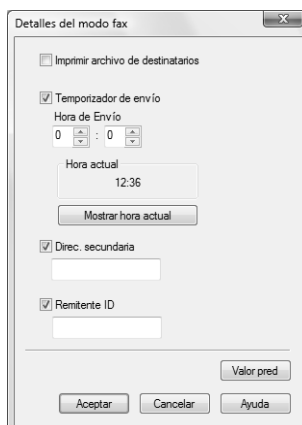 Detalles del modo fax
Imprimir archivo de destinatarios
Temporizador de envío
Hora de Envío
0 : 0
Hora actual
12:36
Mostrar hora actual
Direc. secundaria
Remitente ID
Valor pred
Aceptar Cancelar Ayuda